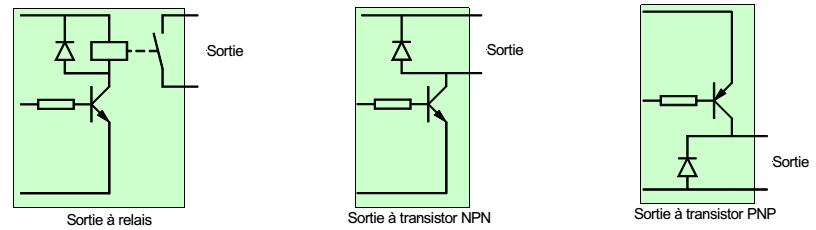 Sortie
Sortie
Sortie
Sortie à relais
Sortie à transistor NPN
Sortie à transistor PNP